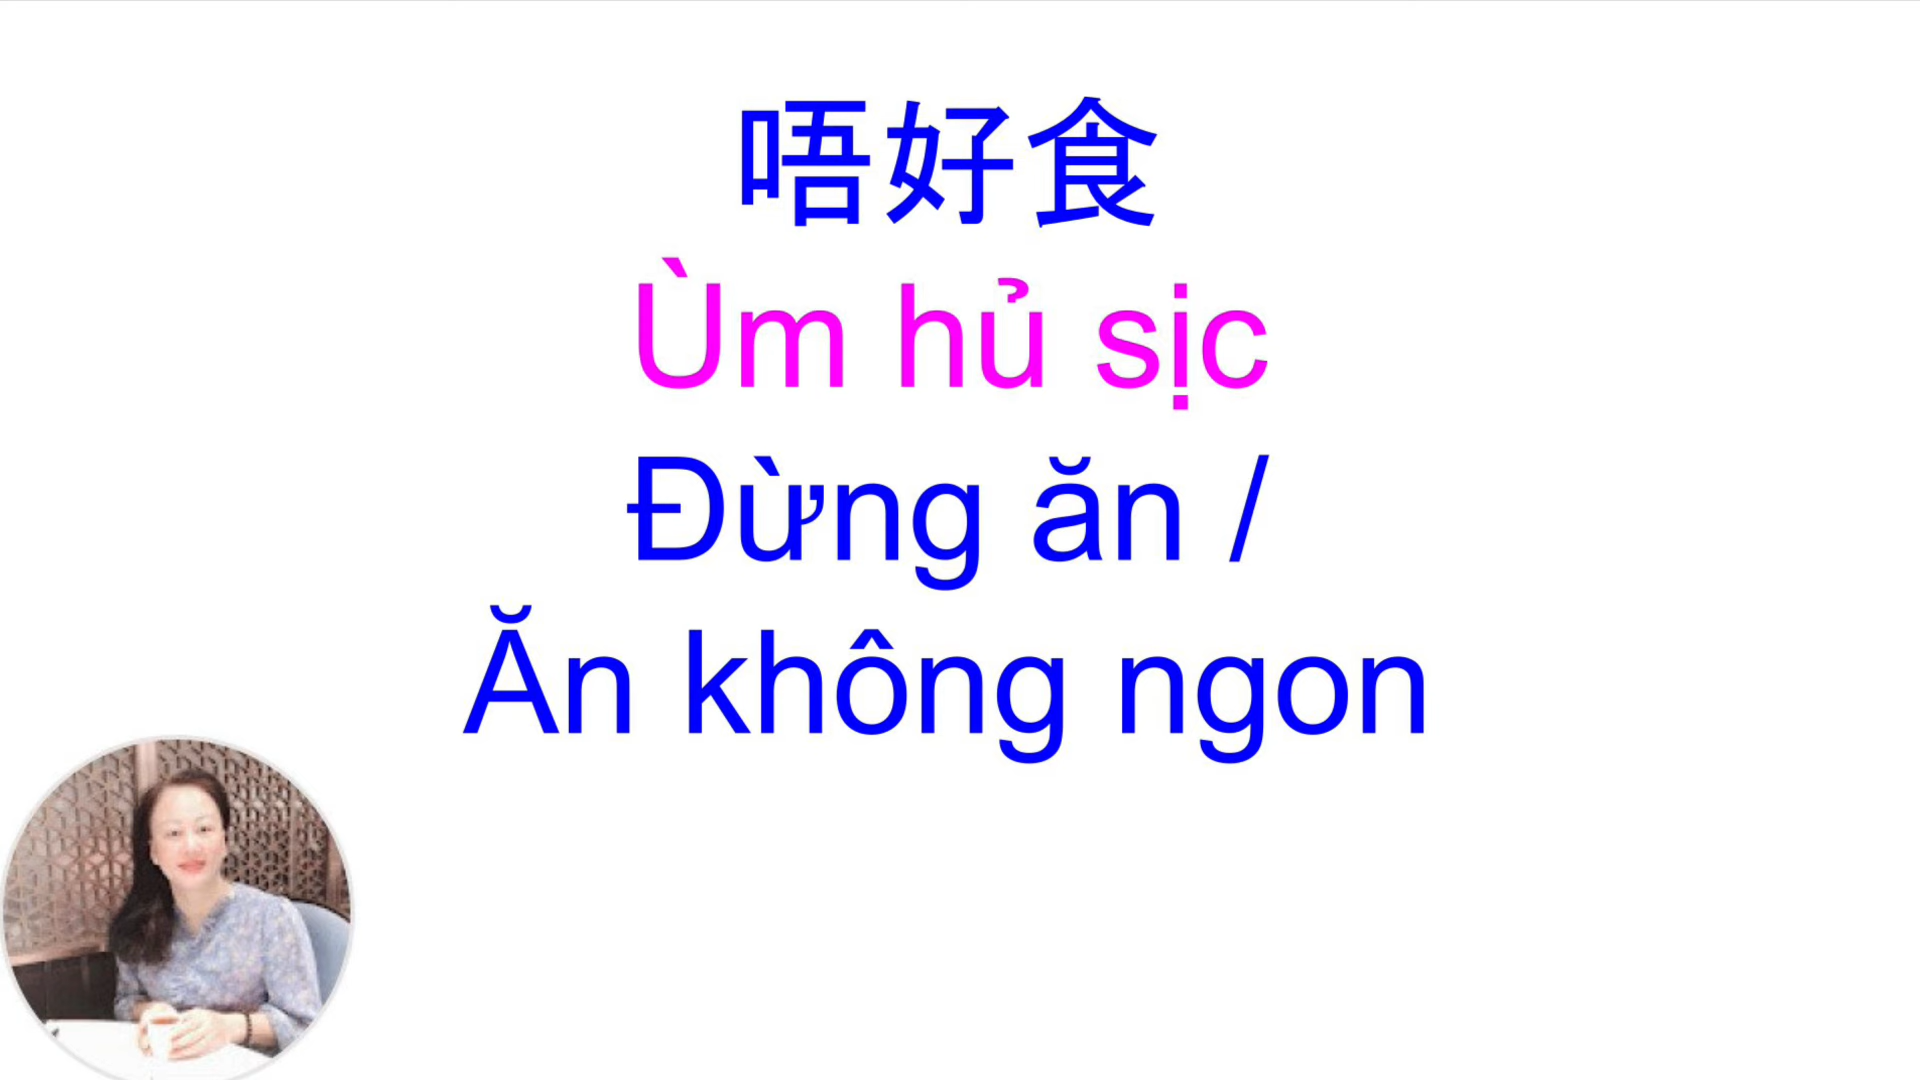 唔好食
Ùm hủ sịc
Đừng ăn /
Ăn không ngon